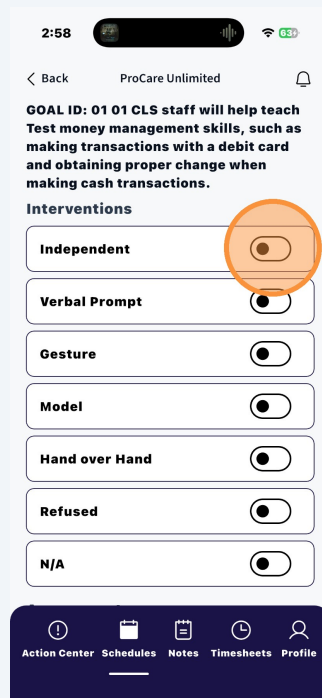 2:58
63
Back
ProCare Unlimited
GOAL ID: 01 01 CLS staff will help teach
Test money management skills, such as
making transactions with a debit card
and obtaining proper change when
making cash transactions.
Interventions
Independent
Verbal Prompt
Gesture
Model
Hand over Hand
Refused
N/A
Action Center Schedules Notes Timesheets Profile